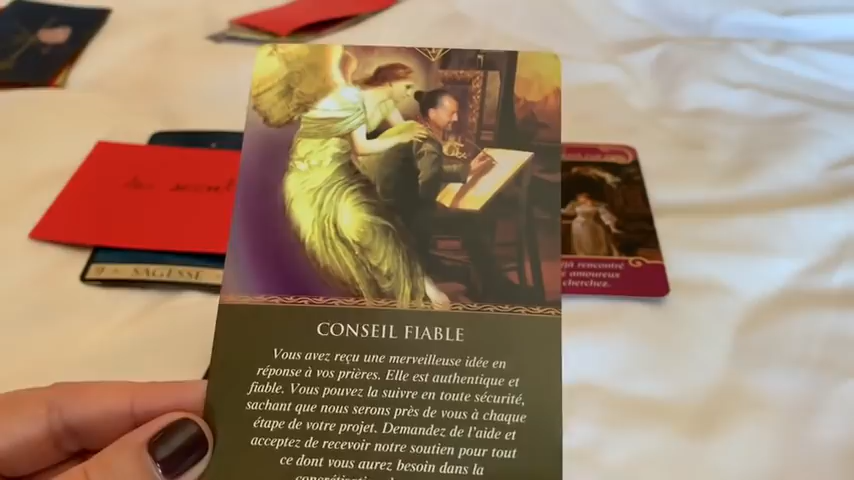 CONSEIL FIABLE
Vous avez reçu une merveilleuse idée en
réponse à vos prières. Elle est authentique et
fiable. Vous pouvez la suivre en toute sécurité,
sachant que nous serons près de vous à chaque
étape de votre projet. Demandez de l'aide et
acceptez de recevoir notre soutien pour tout
ce dont vous aurez besoin dans la
9
SAGESSE
rencontré
amoureux
cherchez.